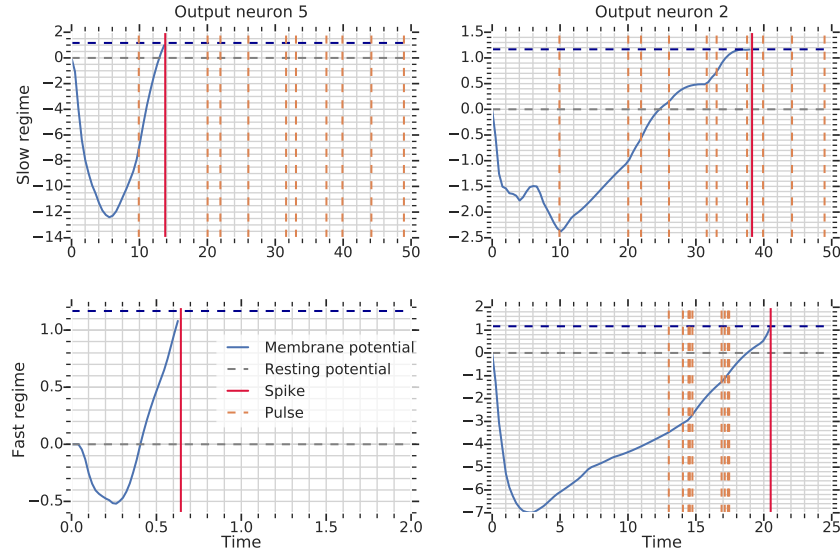 Output neuron 5
Output neuron 2
Slow regime
2
0
−2
−4
−6
−8
−10
−12
−14
0 10 20 30 40 50
1.5
1.0
0.5
0.0
−0.5
−1.0
−1.5
−2.0
−2.5
0 10 20 30 40 50
Fast regime
1.0
0.5
0.0
−0.5
0.0 0.5 1.0 1.5 2.0
Time
Membrane potential
Resting potential
Spike
Pulse
2
1
0
−1
−2
−3
−4
−5
−6
−7
0 5 10 15 20 25
Time